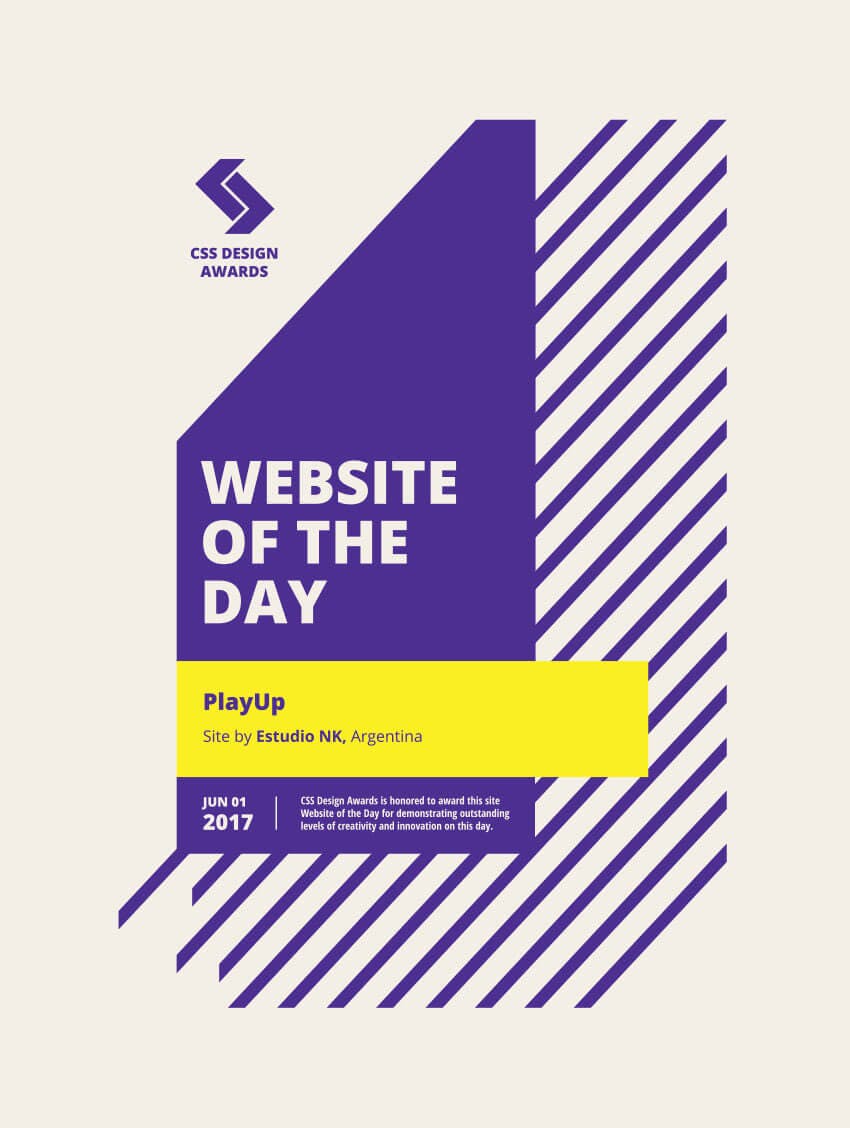 CSS DESIGN
AWARDS
WEBSITE
OF THE
DAY
PlayUp
Site by Estudio NK, Argentina
JUN 01
2017
CSS Design Awards is honored to award this site
Website of the Day for demonstrating outstanding
levels of creativity and innovation on this day.